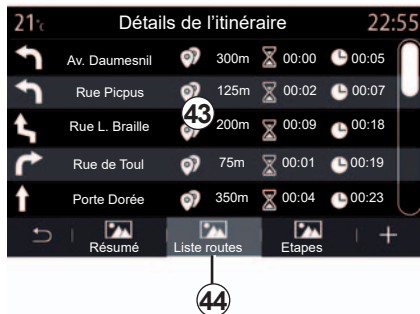 21°c Détails de l'itinéraire 22:55
Av. Daumesnil 300m 00:00 00:05
Rue Picpus 125m 00:02 00:07
43
Rue L. Braille 200m 00:09 00:18
Rue de Toul 75m 00:01 00:19
Porte Dorée 350m 00:04 00:23
Résumé Liste routes Etapes +
44